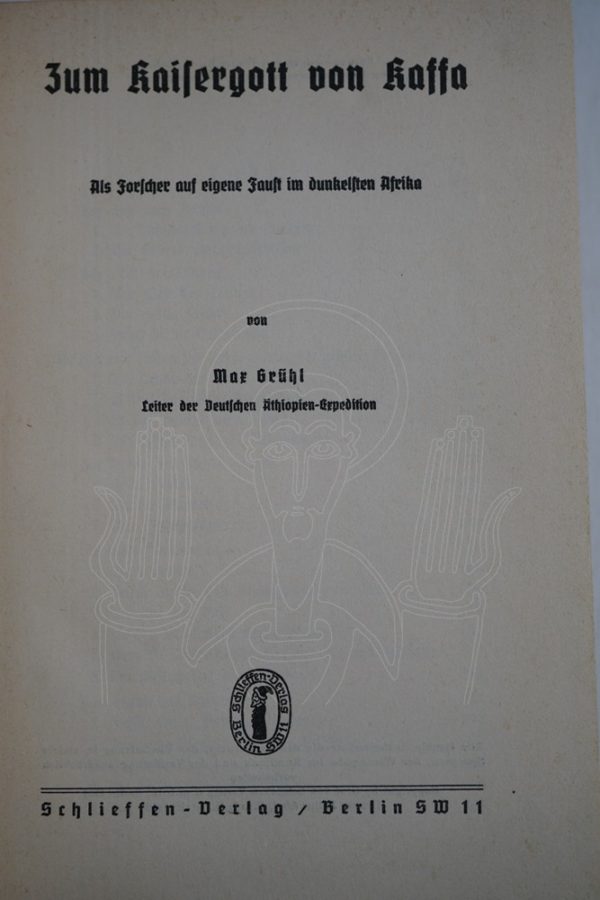 Zum Kaisergott von Kaffa
Als Forscher auf eigene Faust im dunkelsten Afrika
von
Max Grühl
Leiter der Deutschen Äthiopien-Expedition
Schlieffen-Verlag
Berlin SW 11
Schlieffen-Verlag / Berlin SW 11